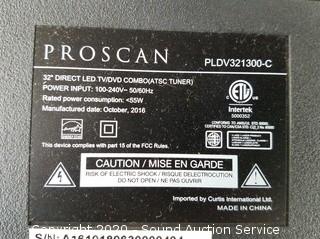 PROSCAN
PLDV321300-C
32" DIRECT LED TV/DVD COMBO(ATSC TUNER)
POWER INPUT: 100-240V~ 50/60Hz
Rated power consumption: <55W
Manufactured date: October, 2016
ETL
Intertek
5000352
This device complies with part 15 of the FCC Rules.
CAUTION / MISE EN GARDE
RISK OF ELECTRIC SHOCK / RISQUE DELECTRIC
DO NOT OPEN / NE PAS OUVRIR
Imported by Curtis International Ltd.
MADE IN CHINA
Copyright 2020 - Sound Auction Service